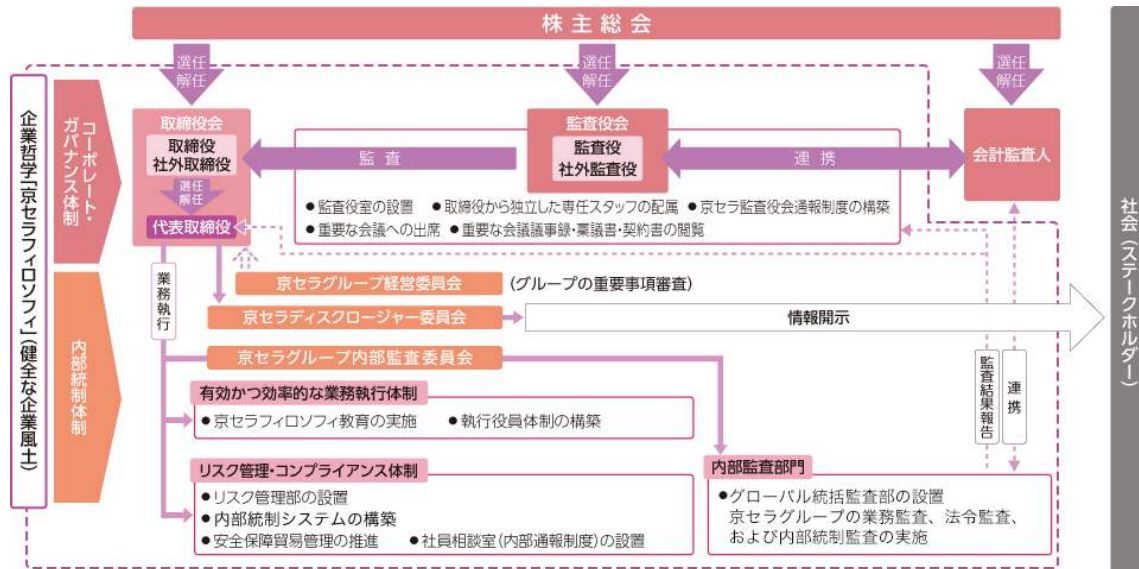 株主総会
選任
解任
選任
解任
選任
解任
企業哲学「京セラフィロソフィ」(健全な企業風土)
コーポレート・
ガバナンス体制
取締役会
取締役
社外取締役
選任
解任
代表取締役
監査
監査役会
監査役
社外監査役
連携
会計監査人
●監査役室の設置 ●取締役から独立した専任スタッフの配属 ●京セラ監査役会通報制度の構築
●重要な会議への出席 ●重要な会議議事録・稟議書・契約書の閲覧
社会(ステークホルダー)
内部統制体制
業務執行
京セラグループ経営委員会 (グループの重要事項審査)
京セラディスクロージャー委員会
情報開示
京セラグループ内部監査委員会
監査結果報告
連携
有効かつ効率的な業務執行体制
●京セラフィロソフィ教育の実施 ●執行役員体制の構築
リスク管理・コンプライアンス体制
●リスク管理部の設置
●内部統制システムの構築
●安全保障貿易管理の推進 ●社員相談室(内部通報制度)の設置
内部監査部門
●グローバル統括監査部の設置
京セラグループの業務監査、法令監査、
および内部統制監査の実施